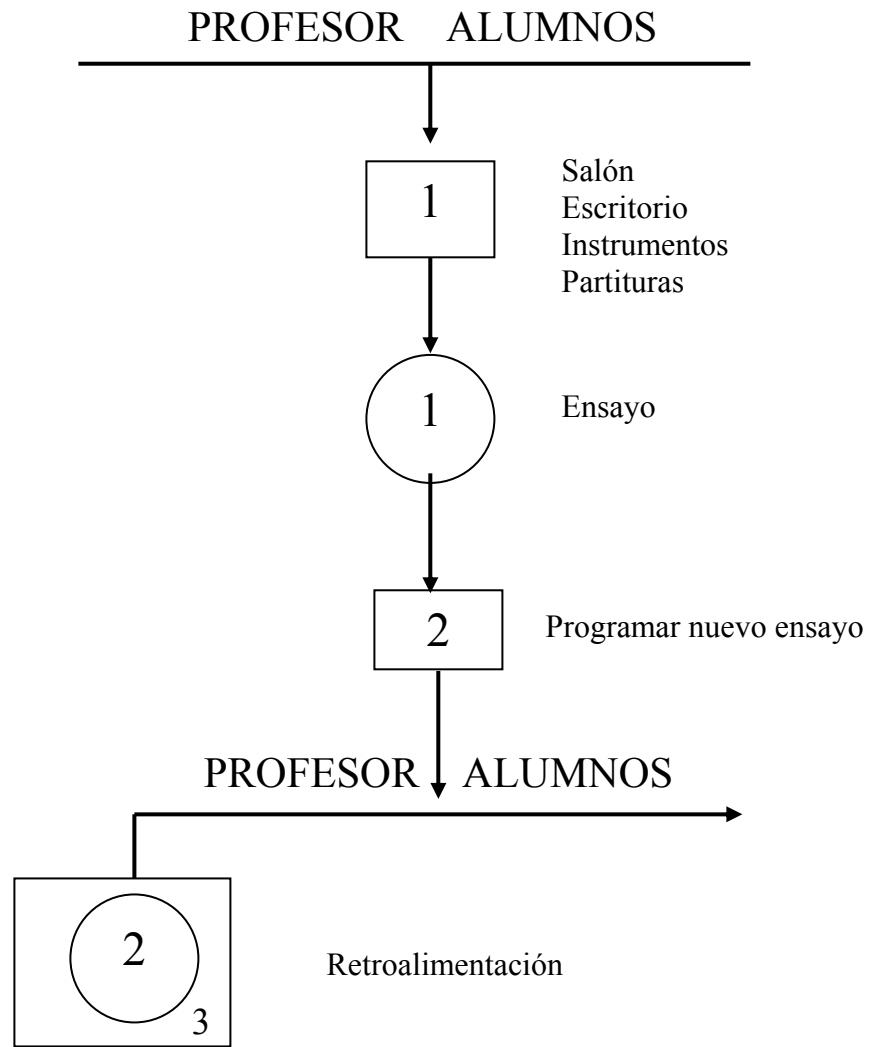 PROFESOR ALUMNOS
1
Salón
Escritorio
Instrumentos
Partituras
1
Ensayo
2
Programar nuevo ensayo
PROFESOR ALUMNOS
2
3
Retroalimentación